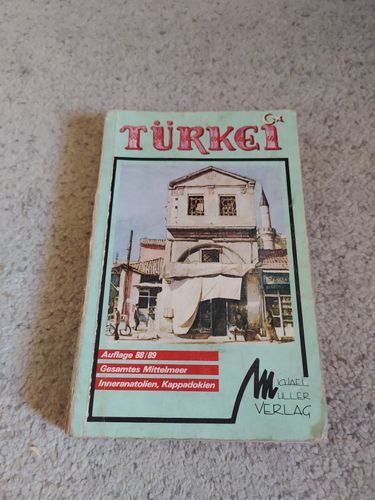 TÜRKEI
Auflage 88/89
Gesamtes Mittelmeer
Inneranatolien, Kappadokien
MICHAEL
MÜLLER
VERLAG